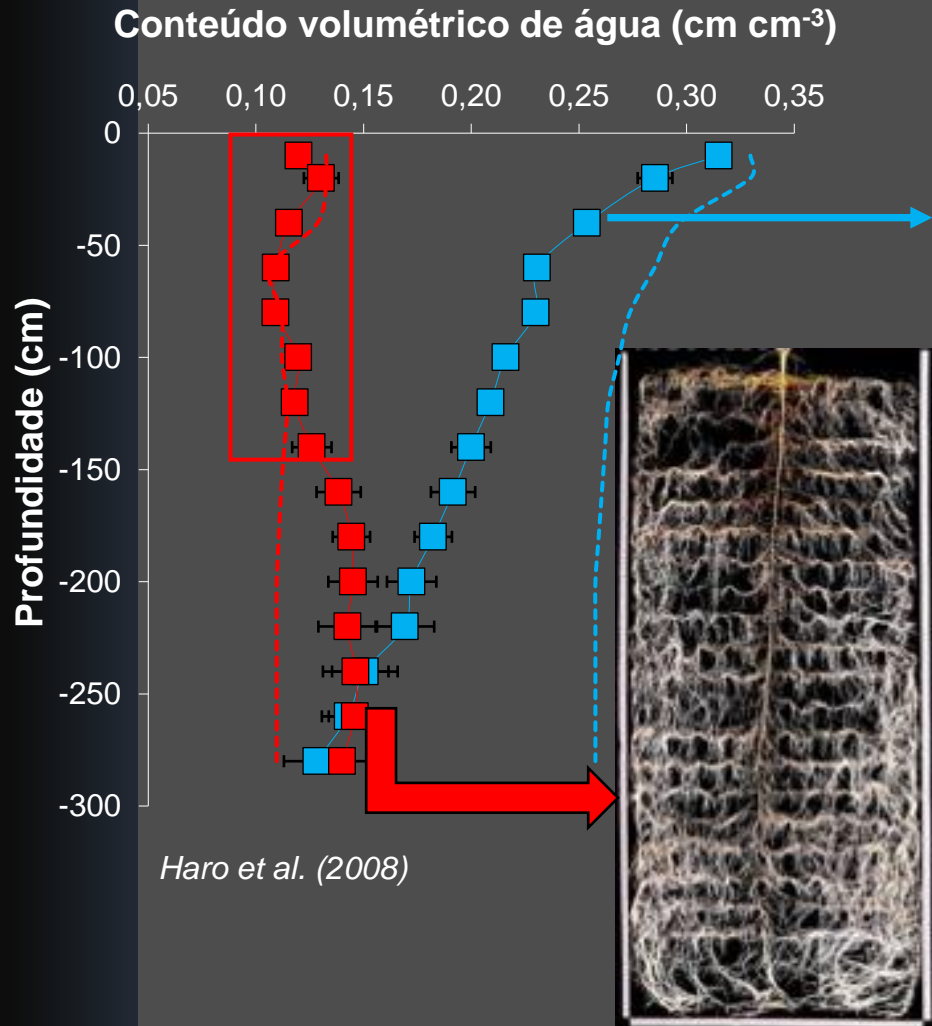 Conteúdo volumétrico de água (cm cm⁻³)
0,05 0,10 0,15 0,20 0,25 0,30 0,35
0
-50
-100
-150
-200
-250
-300
Profundidade (cm)
Haro et al. (2008)